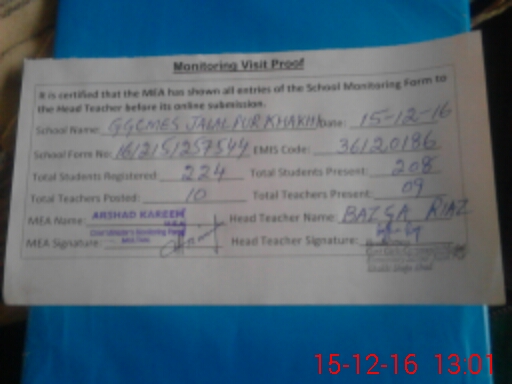 Monitoring Visit Proof
It is certified that the MEA has shown all entries of the School Monitoring Form to
the Head Teacher before its online submission.
School Name: GGCMES JALALPUR KHAKHI Date: 15-12-16
School Form No: 16/215/257544 EMIS Code: 36120186
Total Students Registered: 224 Total Students Present: 208
Total Teachers Posted: 10 Total Teachers Present: 09
MEA Name: ARSHAD KAREEM Head Teacher Name: BAZGA RIAZ
MEA Signature: Head Teacher Signature:
15-12-16 13:01